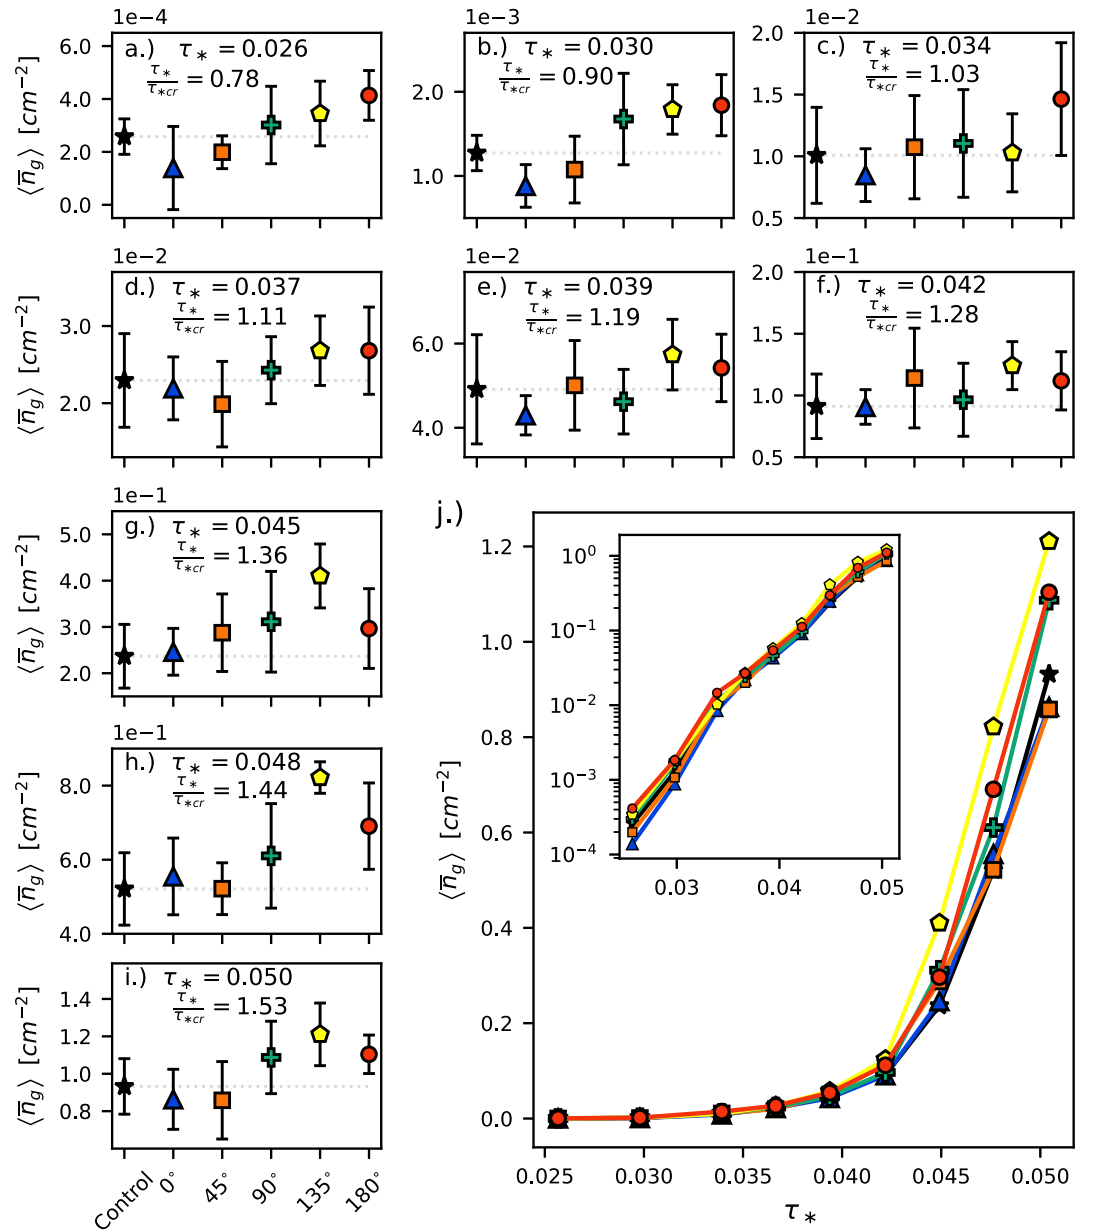 1e−4
a.) τ* = 0.026
τ*/τ*cr = 0.78
6.0
4.0
2.0
0.0
⟨n̅g⟩ [cm⁻²]
1e−3
b.) τ* = 0.030
τ*/τ*cr = 0.90
2.0
1.0
1e−2
c.) τ* = 0.034
τ*/τ*cr = 1.03
2.0
1.5
1.0
0.5
1e−2
d.) τ* = 0.037
τ*/τ*cr = 1.11
3.0
2.0
⟨n̅g⟩ [cm⁻²]
e.) τ* = 0.039
1e−2
τ*/τ*cr = 1.19
6.0
4.0
1e−1
f.) τ* = 0.042
τ*/τ*cr = 1.28
2.0
1.5
1.0
0.5
1e−1
g.) τ* = 0.045
τ*/τ*cr = 1.36
5.0
4.0
3.0
2.0
⟨n̅g⟩ [cm⁻²]
1e−1
h.) τ* = 0.048
τ*/τ*cr = 1.44
8.0
6.0
4.0
⟨n̅g⟩ [cm⁻²]
i.) τ* = 0.050
τ*/τ*cr = 1.53
1.4
1.2
1.0
0.8
⟨n̅g⟩ [cm⁻²]
Control 0° 45° 90° 135° 180°
j.)
1.2
1.0
0.8
0.6
0.4
0.2
0.0
⟨n̅g⟩ [cm⁻²]
10⁰
10⁻¹
10⁻²
10⁻³
10⁻⁴
0.03 0.04 0.05
0.025 0.030 0.035 0.040 0.045 0.050
τ*